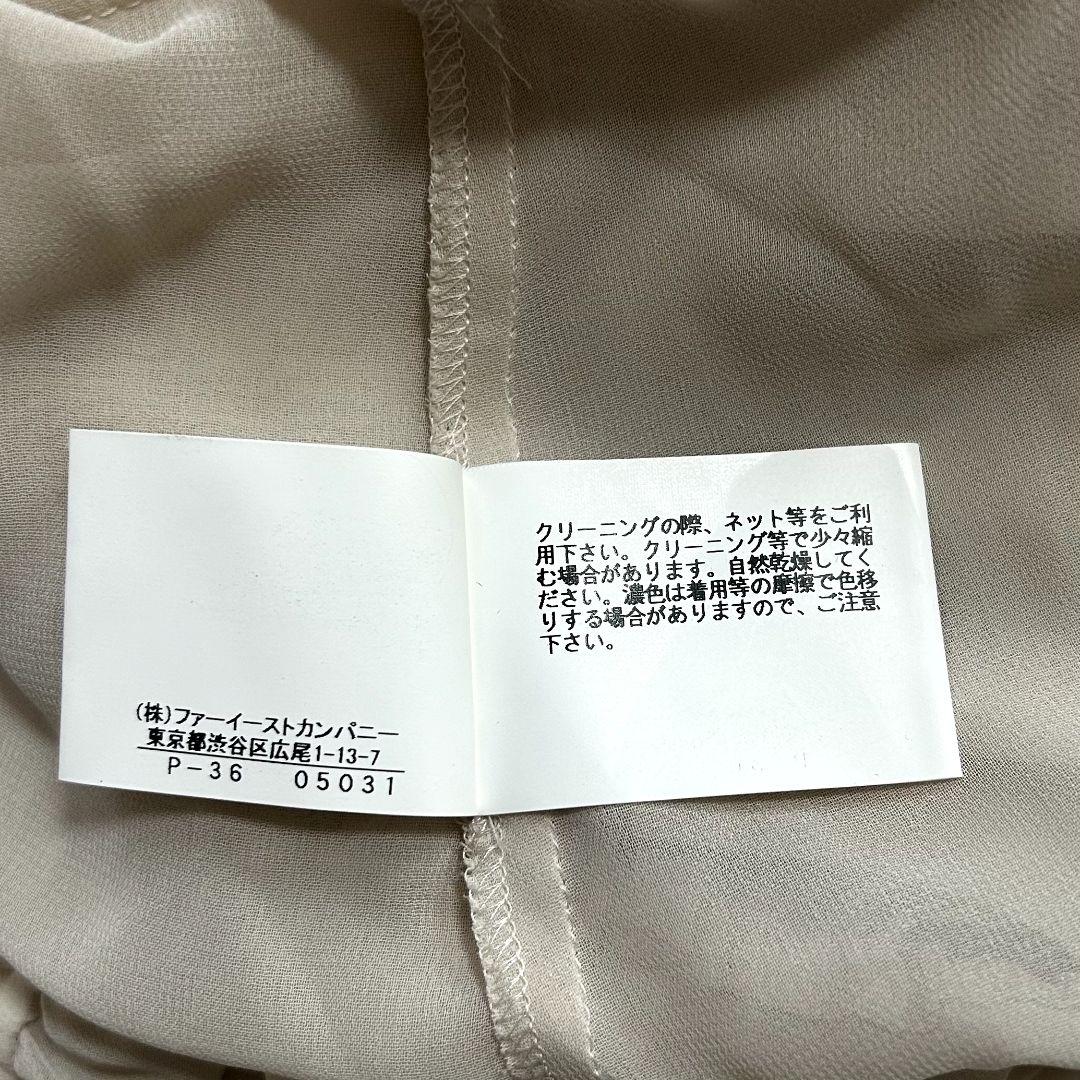 (株)ファーイーストカンパニー
東京都渋谷区広尾1-13-7
P-36 05031
クリーニングの際、ネット等をご利
用下さい。クリーニング等で少々縮
む場合があります。自然乾燥してく
ださい。濃色は着用等の摩擦で色移
りする場合がありますので、ご注意
下さい。